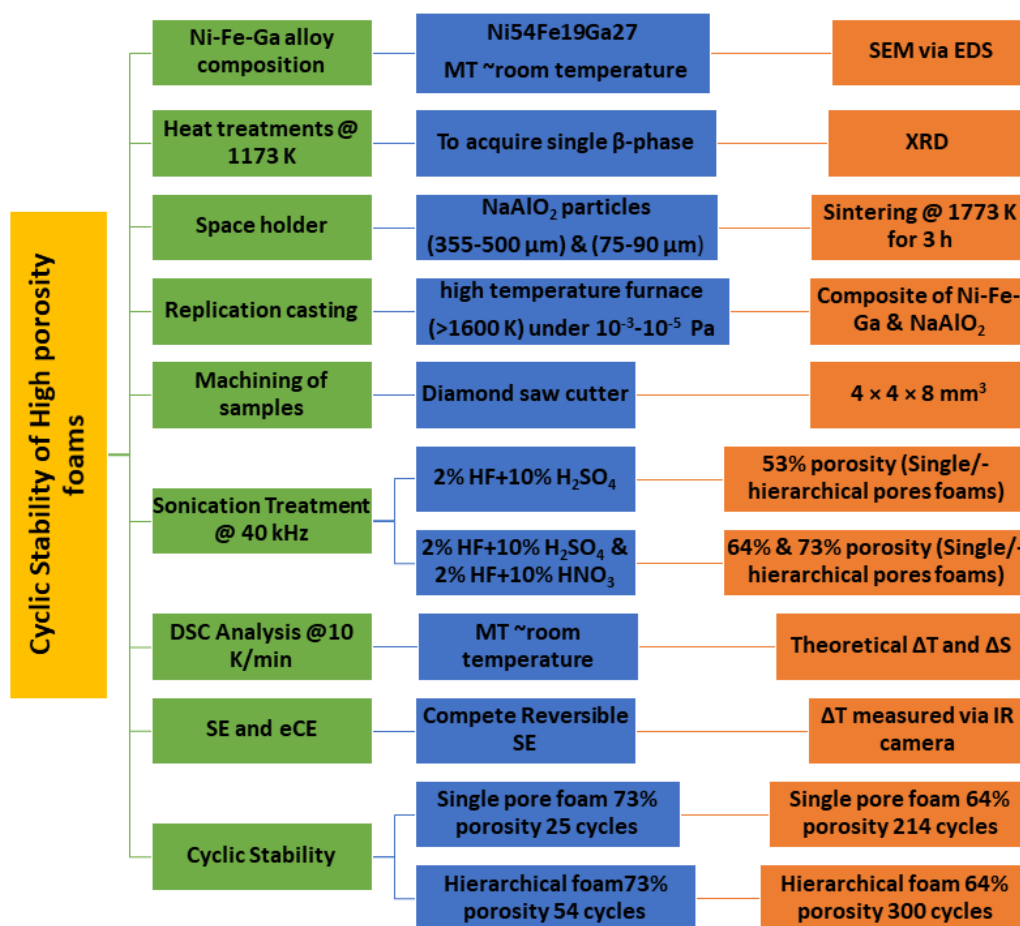 Cyclic Stability of High porosity
foams
Ni-Fe-Ga alloy
composition
Ni54Fe19Ga27
MT ~room temperature
SEM via EDS
Heat treatments @
1173 K
To acquire single β-phase
XRD
Space holder
NaAlO₂ particles
(355-500 μm) & (75-90 μm)
Sintering @ 1773 K
for 3 h
Replication casting
high temperature furnace
(>1600 K) under 10⁻³-10⁻⁵ Pa
Composite of Ni-Fe-
Ga & NaAlO₂
Machining of
samples
Diamond saw cutter
4 × 4 × 8 mm³
Sonication Treatment
@ 40 kHz
2% HF+10% H₂SO₄
53% porosity (Single/-
hierarchical pores foams)
2% HF+10% H₂SO₄ &
2% HF+10% HNO₃
64% & 73% porosity (Single/-
hierarchical pores foams)
DSC Analysis @10
K/min
MT ~room
temperature
Theoretical ΔT and ΔS
SE and eCE
Compete Reversible
SE
ΔT measured via IR
camera
Cyclic Stability
Single pore foam 73%
porosity 25 cycles
Single pore foam 64%
porosity 214 cycles
Hierarchical foam73%
porosity 54 cycles
Hierarchical foam 64%
porosity 300 cycles